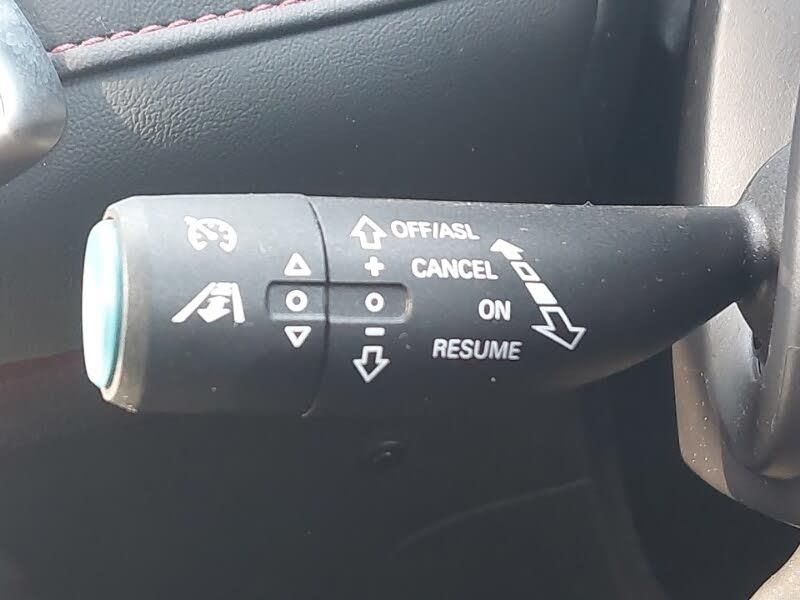 OFF/ASL
+ CANCEL
ON
- RESUME